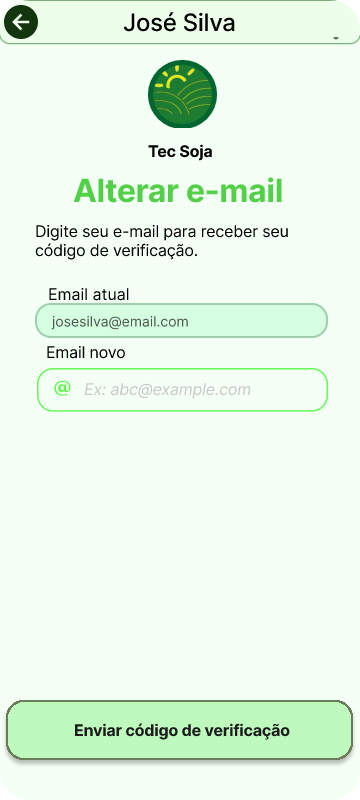 José Silva
Tec Soja
Alterar e-mail
Digite seu e-mail para receber seu
código de verificação.
Email atual
josesilva@email.com
Email novo
@ Ex: abc@example.com
Enviar código de verificação